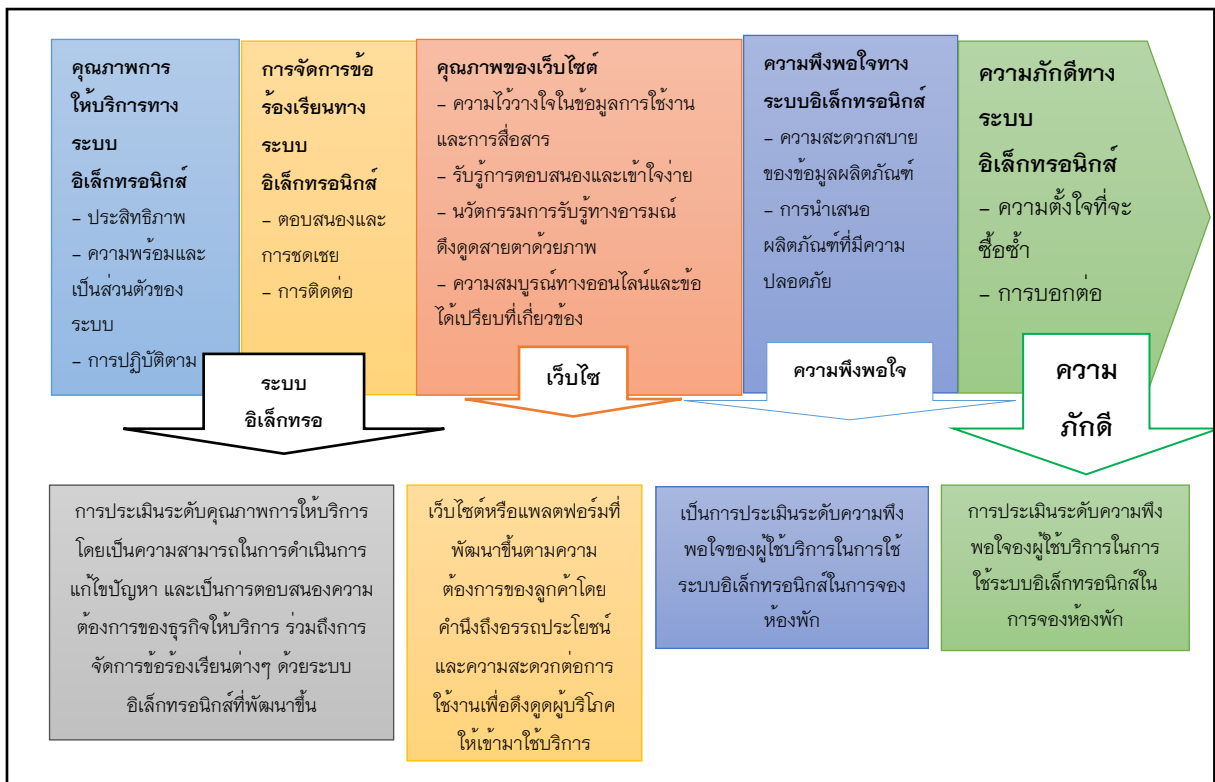 คุณภาพการ
ให้บริการทาง
ระบบ
อิเล็กทรอนิกส์
– ประสิทธิภาพ
– ความพร้อมและ
เป็นส่วนตัวของ
ระบบ
– การปฏิบัติตาม
การจัดการข้อ
ร้องเรียนทาง
ระบบ
อิเล็กทรอนิกส์
– ตอบสนองและ
การชดเชย
– การติดต่อ
คุณภาพของเว็บไซต์
– ความไว้วางใจในข้อมูลการใช้งาน
และการสื่อสาร
– รับรู้การตอบสนองและเข้าใจง่าย
– นวัตกรรมการรับรู้ทางอารมณ์
ดึงดูดสายตาด้วยภาพ
– ความสมบูรณ์ทางออนไลน์และข้อ
ได้เปรียบที่เกี่ยวข้อง
ความพึงพอใจทาง
ระบบอิเล็กทรอนิกส์
– ความสะดวกสบาย
ของข้อมูลผลิตภัณฑ์
– การนำเสนอ
ผลิตภัณฑ์ที่มีความ
ปลอดภัย
ความภักดีทาง
ระบบ
อิเล็กทรอนิกส์
– ความตั้งใจที่จะ
ซื้อซ้ำ
– การบอกต่อ
ระบบ
อิเล็กทรอ
เว็บไซ
ความพึงพอใจ
ความ
ภักดี
การประเมินระดับคุณภาพการให้บริการ
โดยเป็นความสามารถในการดำเนินการ
แก้ไขปัญหา และเป็นการตอบสนองความ
ต้องการของธุรกิจให้บริการ ร่วมถึงการ
จัดการข้อร้องเรียนต่างๆ ด้วยระบบ
อิเล็กทรอนิกส์ที่พัฒนาขึ้น
เว็บไซต์หรือแพลตฟอร์มที่
พัฒนาขึ้นตามความ
ต้องการของลูกค้าโดย
คำนึงถึงอรรถประโยชน์
และความสะดวกต่อการ
ใช้งานเพื่อดึงดูดผู้บริโภค
ให้เข้ามาใช้บริการ
เป็นการประเมินระดับความพึง
พอใจของผู้ใช้บริการในการใช้
ระบบอิเล็กทรอนิกส์ในการจอง
ห้องพัก
การประเมินระดับความพึง
พอใจองผู้ใช้บริการในการ
ใช้ระบบอิเล็กทรอนิกส์ใน
การจองห้องพัก